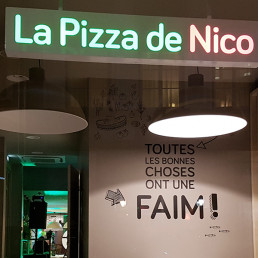 La Pizza de Nico
TOUTES
LES BONNES
CHOSES
ONT UNE
FAIM!